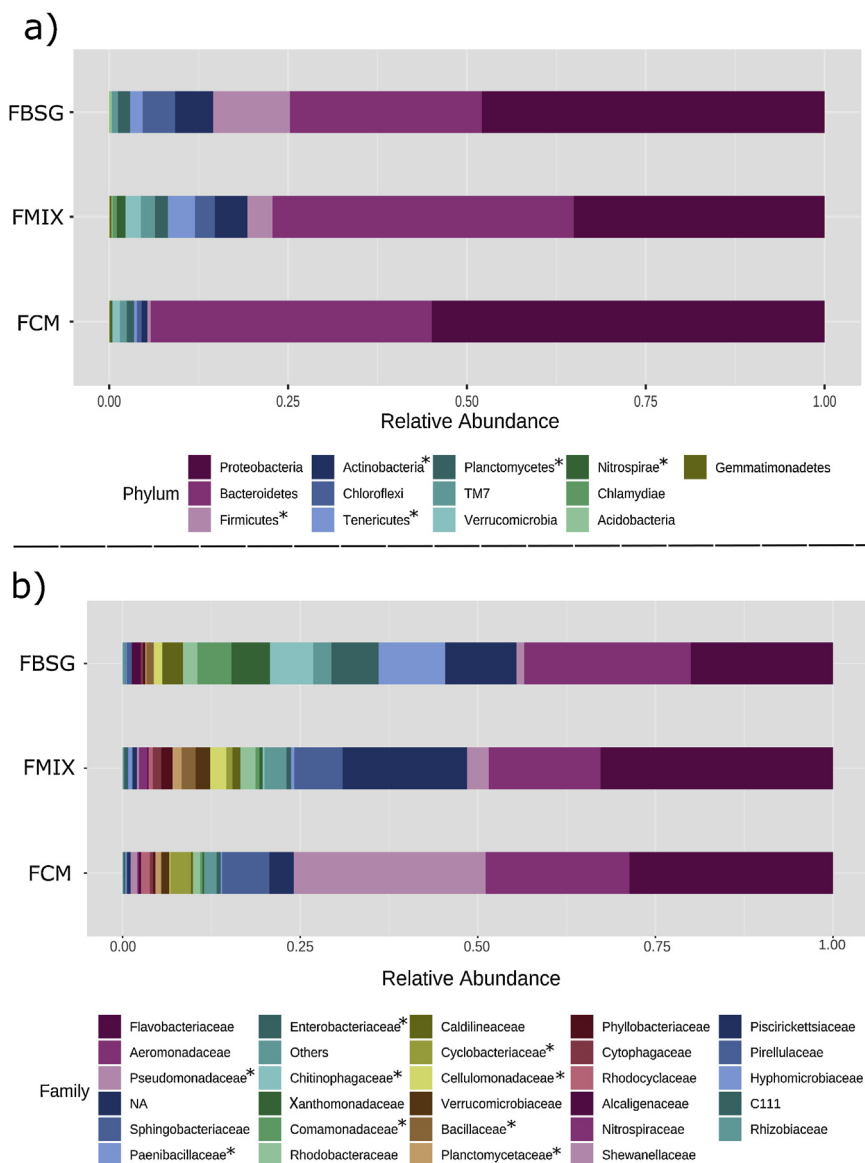 a)
FBSG
FMIX
FCM
0.00 0.25 0.50 0.75 1.00
Relative Abundance
Phylum
Proteobacteria Actinobacteria* Planctomycetes* Nitrospirae* Gemmatimonadetes
Bacteroidetes Chloroflexi TM7 Chlamydiae
Firmicutes* Tenericutes* Verrucomicrobia Acidobacteria
b)
FBSG
FMIX
FCM
0.00 0.25 0.50 0.75 1.00
Relative Abundance
Family
Flavobacteriaceae Enterobacteriaceae* Caldilineaceae Phyllobacteriaceae Piscirickettsiaceae
Aeromonadaceae Others Cyclobacteriaceae* Cytophagaceae Pirellulaceae
Pseudomonadaceae* Chitinophagaceae* Cellulomonadaceae* Rhodocyclaceae Hyphomicrobiaceae
NA Xanthomonadaceae Verrucomicrobiaceae Alcaligenaceae C111
Sphingobacteriaceae Comamonadaceae* Bacillaceae* Nitrospiraceae Rhizobiaceae
Paenibacillaceae* Rhodobacteraceae Planctomycetaceae* Shewanellaceae